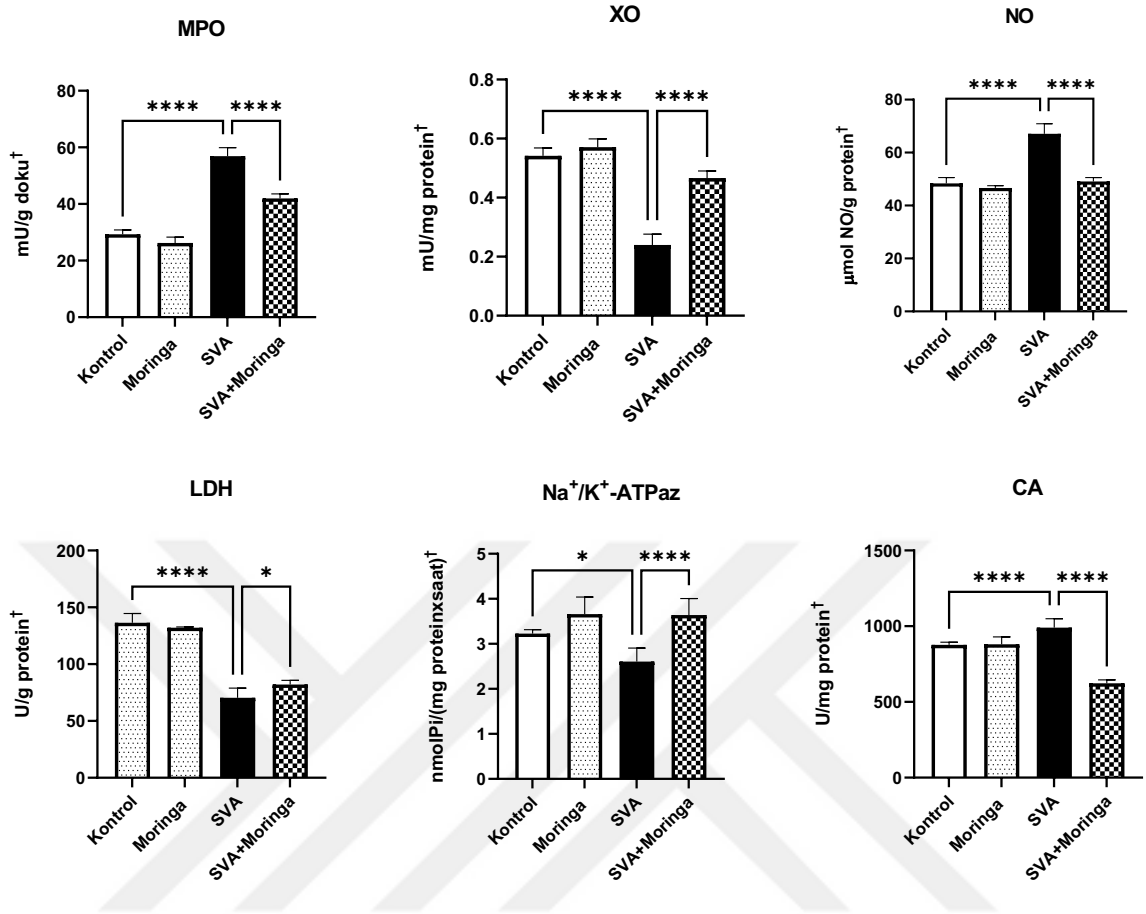 MPO
mU/g doku†
80
60
40
20
0
****
****
Kontrol
Moringa
SVA
SVA+Moringa
XO
mU/mg protein†
0.8
0.6
0.4
0.2
0.0
****
****
Kontrol
Moringa
SVA
SVA+Moringa
NO
µmol NO/g protein†
80
60
40
20
0
****
****
Kontrol
Moringa
SVA
SVA+Moringa
LDH
U/g protein†
200
150
100
50
0
****
*
Kontrol
Moringa
SVA
SVA+Moringa
Na⁺/K⁺-ATPaz
nmolPi/(mg proteinxsaat)†
5
4
3
2
1
0
*
****
Kontrol
Moringa
SVA
SVA+Moringa
CA
U/mg protein†
1500
1000
500
0
****
****
Kontrol
Moringa
SVA
SVA+Moringa